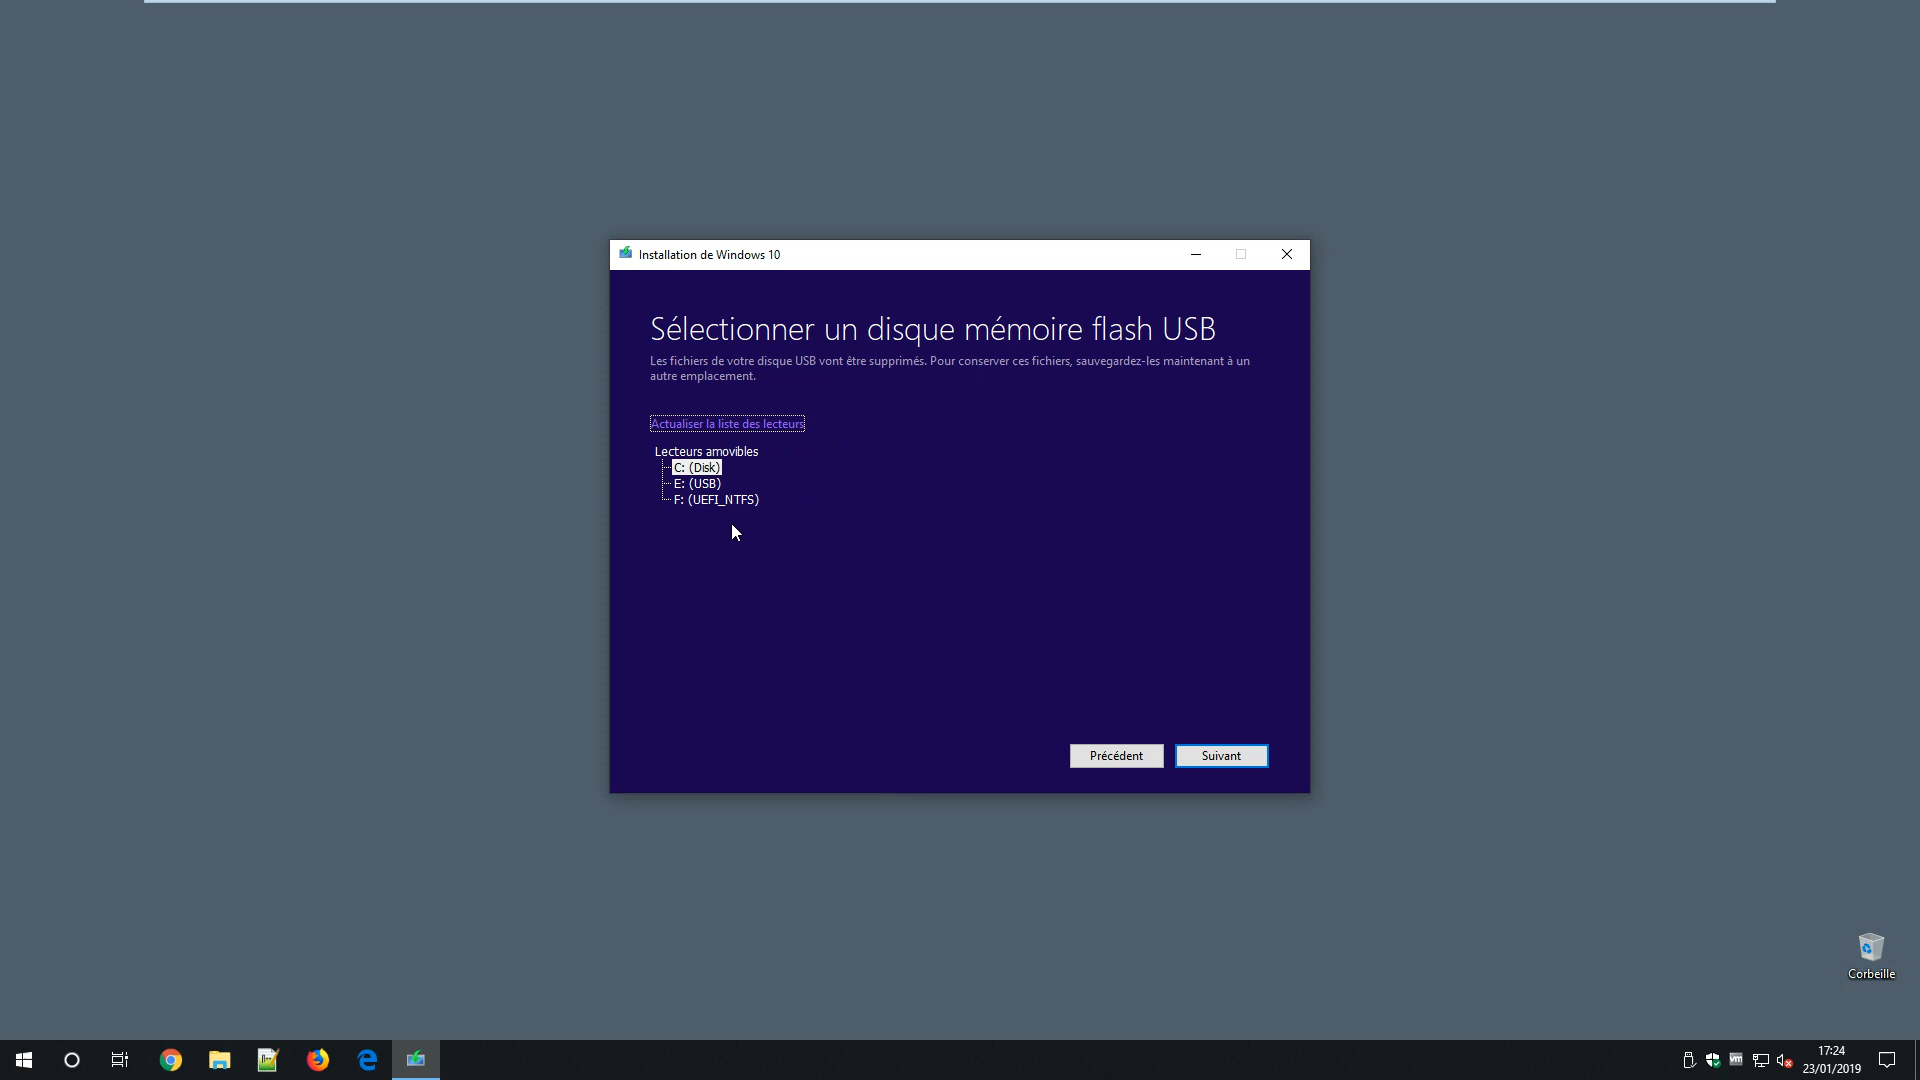 Installation de Windows 10
Sélectionner un disque mémoire flash USB
Les fichiers de votre disque USB vont être supprimés. Pour conserver ces fichiers, sauvegardez-les maintenant à un
autre emplacement.
Actualiser la liste des lecteurs
Lecteurs amovibles
C: (Disk)
E: (USB)
F: (UEFI_NTFS)
Précédent
Suivant
Corbeille
vm
17:24
23/01/2019